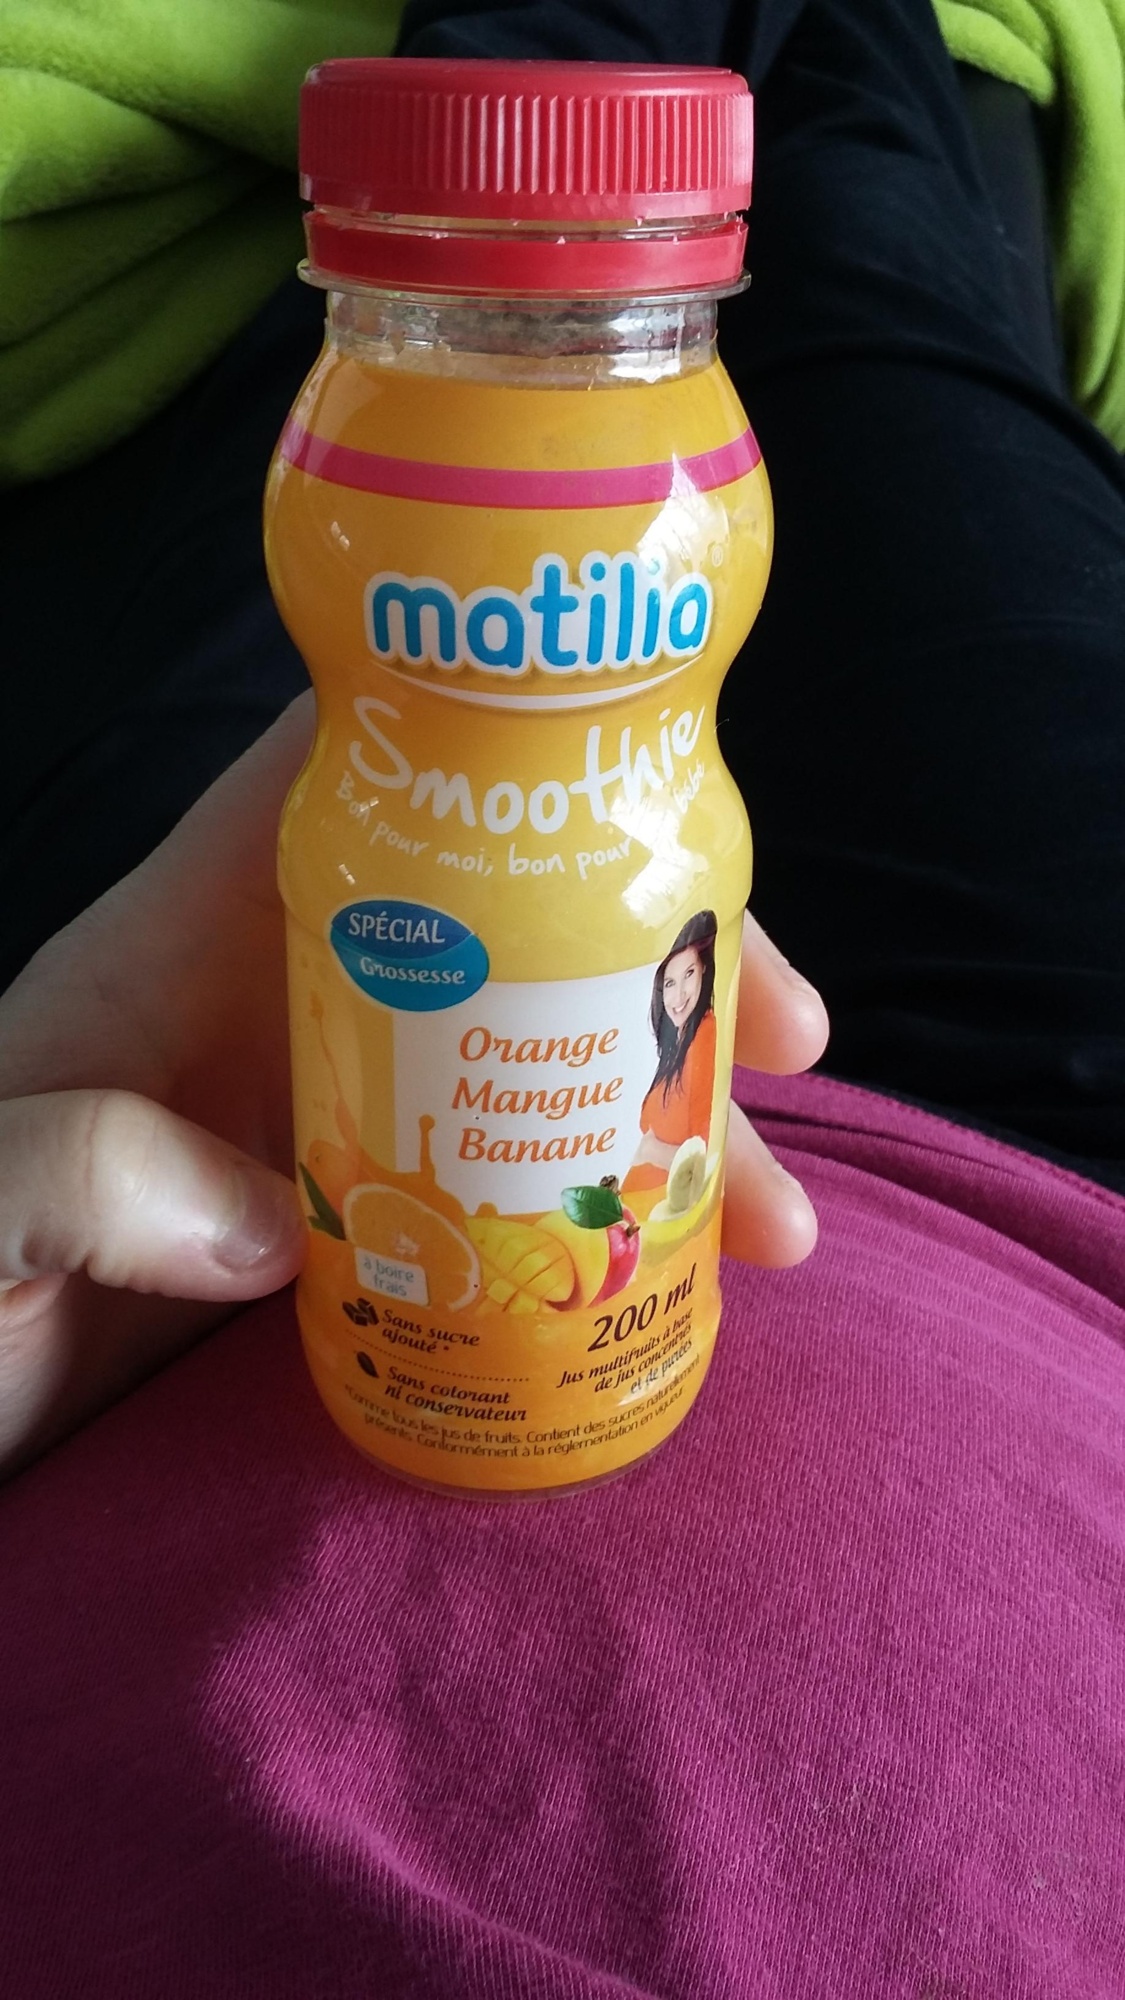 matilia®
Smoothie
Bon pour moi, bon pour bébé
SPÉCIAL
Grossesse
Orange
Mangue
Banane
à boire
frais
Sans sucre
ajouté *
Sans colorant
ni conservateur
200 ml
Jus multifruits à base
de jus concentrés
et de purées
*Comme tous les jus de fruits. Contient des sucres naturellement
présents. Conformément à la réglementation en vigueur